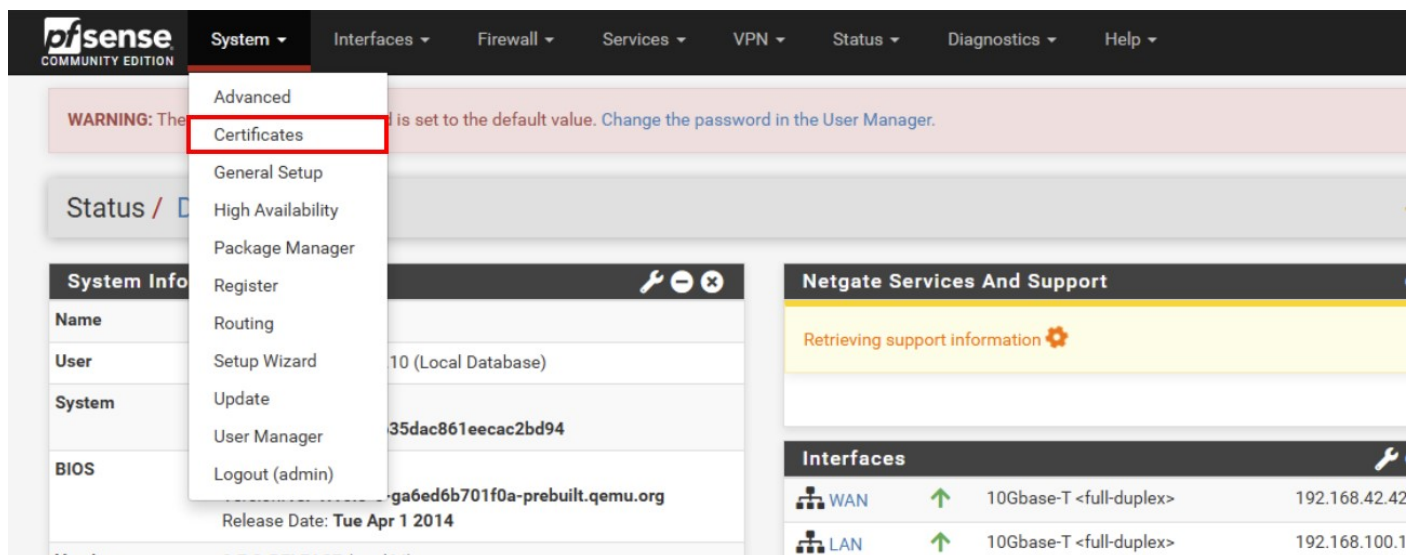 pfsense
COMMUNITY EDITION
System Interfaces Firewall Services VPN Status Diagnostics Help
WARNING: The is set to the default value. Change the password in the User Manager.
Advanced
Certificates
General Setup
High Availability
Package Manager
Register
Routing
Setup Wizard
Update
User Manager
Logout (admin)
Status /
System Info
Name
User 10 (Local Database)
System
35dac861eecac2bd94
BIOS
-ga6ed6b701f0a-prebuilt.qemu.org
Release Date: Tue Apr 1 2014
Netgate Services And Support
Retrieving support information
Interfaces
WAN 10Gbase-T <full-duplex> 192.168.42.42
LAN 10Gbase-T <full-duplex> 192.168.100.1